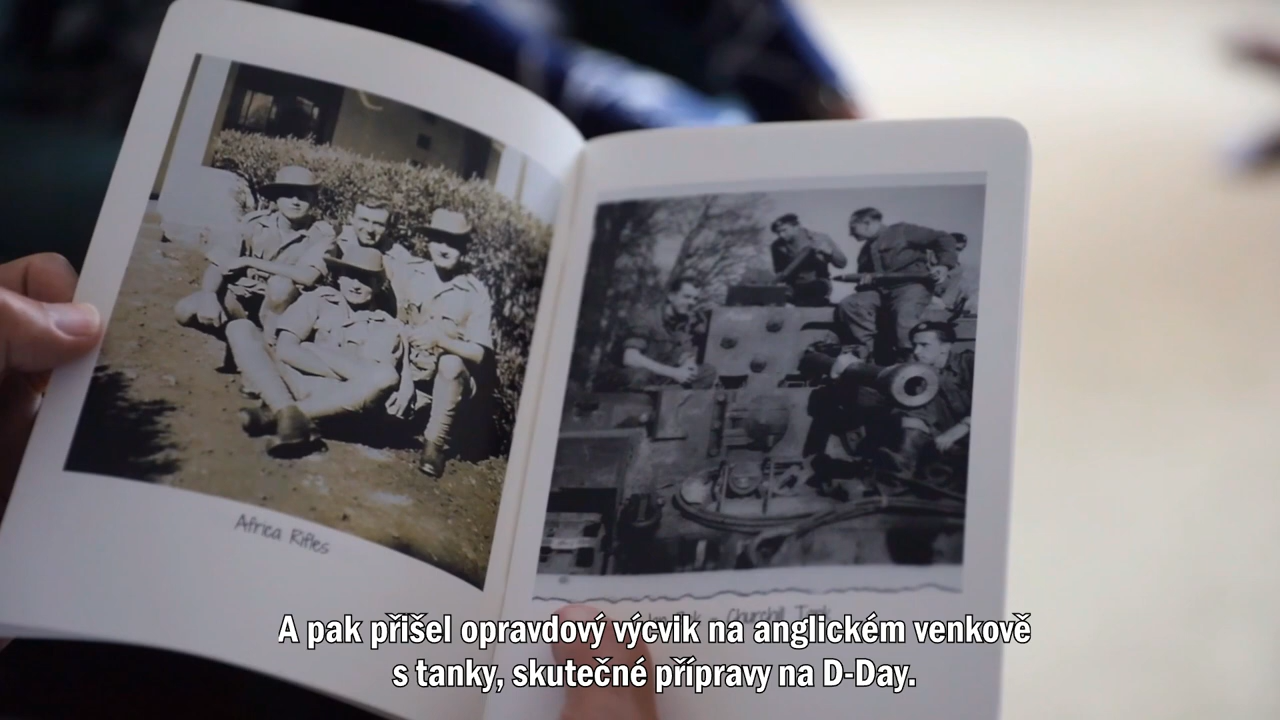 Africa Rifles
Churchill Tank
A pak přišel opravdový výcvik na anglickém venkově
s tanky, skutečné přípravy na D-Day.